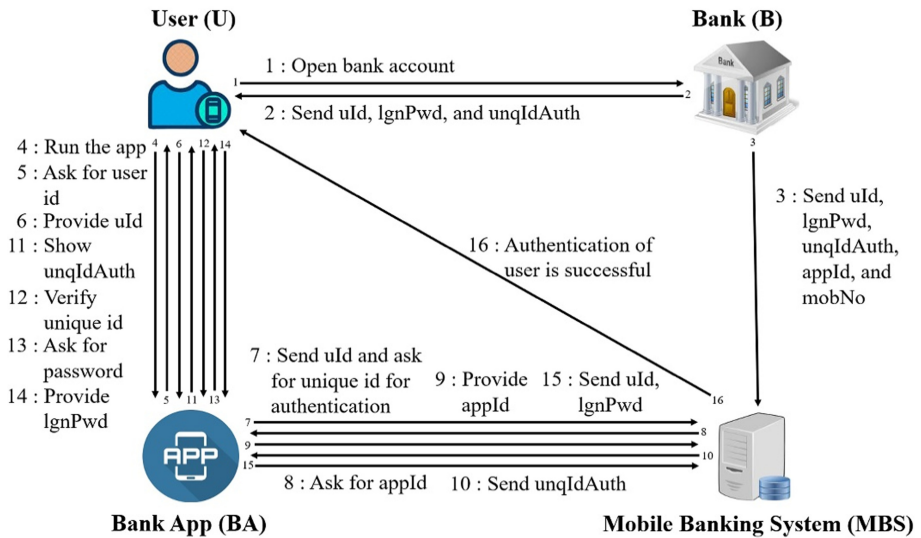 User (U)
Bank (B)
1 : Open bank account
Bank
1
2
2 : Send uId, lgnPwd, and unqIdAuth
4 : Run the app
4 6 12 14
3
5 : Ask for user
id
6 : Provide uId
11 : Show
unqIdAuth
12 : Verify
unique id
13 : Ask for
password
14 : Provide
lgnPwd
3 : Send uId,
lgnPwd,
unqIdAuth,
appId, and
mobNo
16 : Authentication of
user is successful
7 : Send uId and ask
for unique id for
authentication
9 : Provide
appId
15 : Send uId,
lgnPwd
5 11 13
16
7
8
9
10
15
APP
8 : Ask for appId
10 : Send unqIdAuth
Bank App (BA)
Mobile Banking System (MBS)